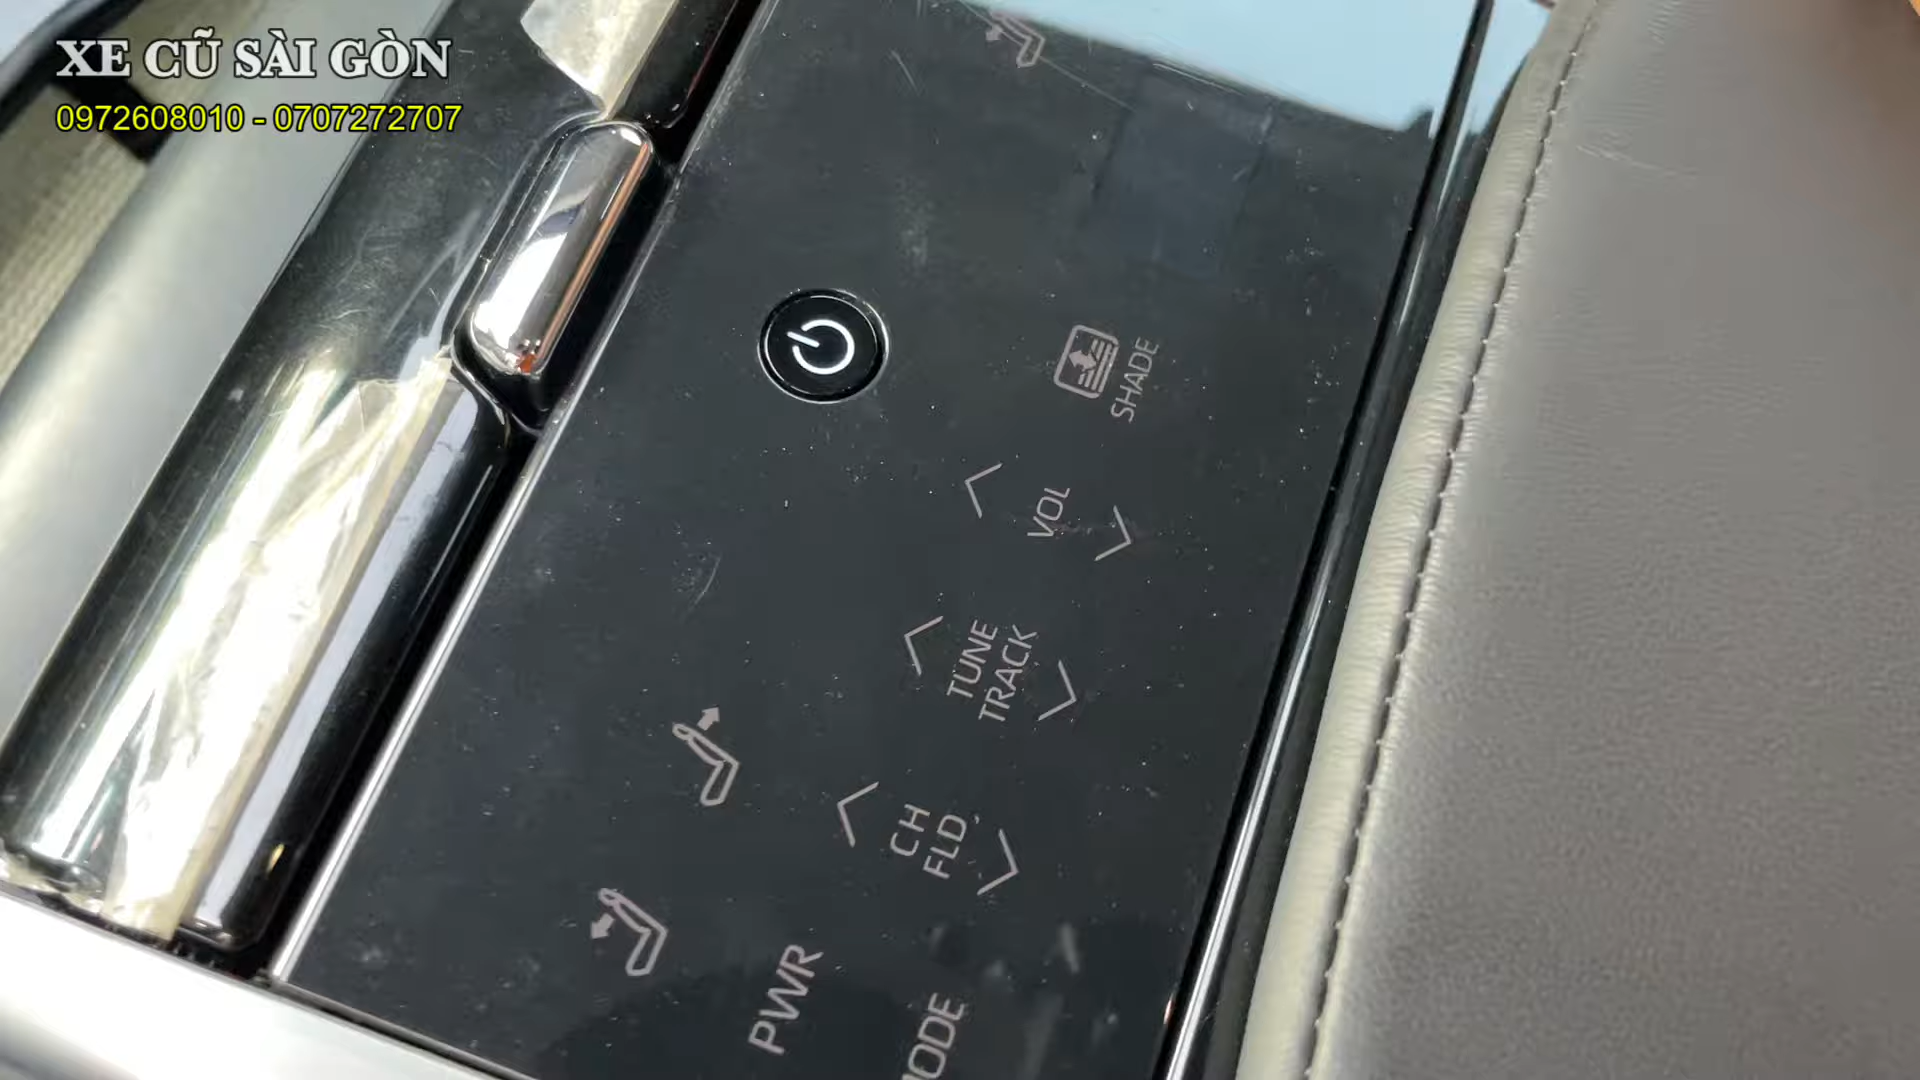 XE CŨ SÀI GÒN
0972608010 - 0707272707
SHADE
VOL
TUNE
TRACK
CH
FLD
PWR